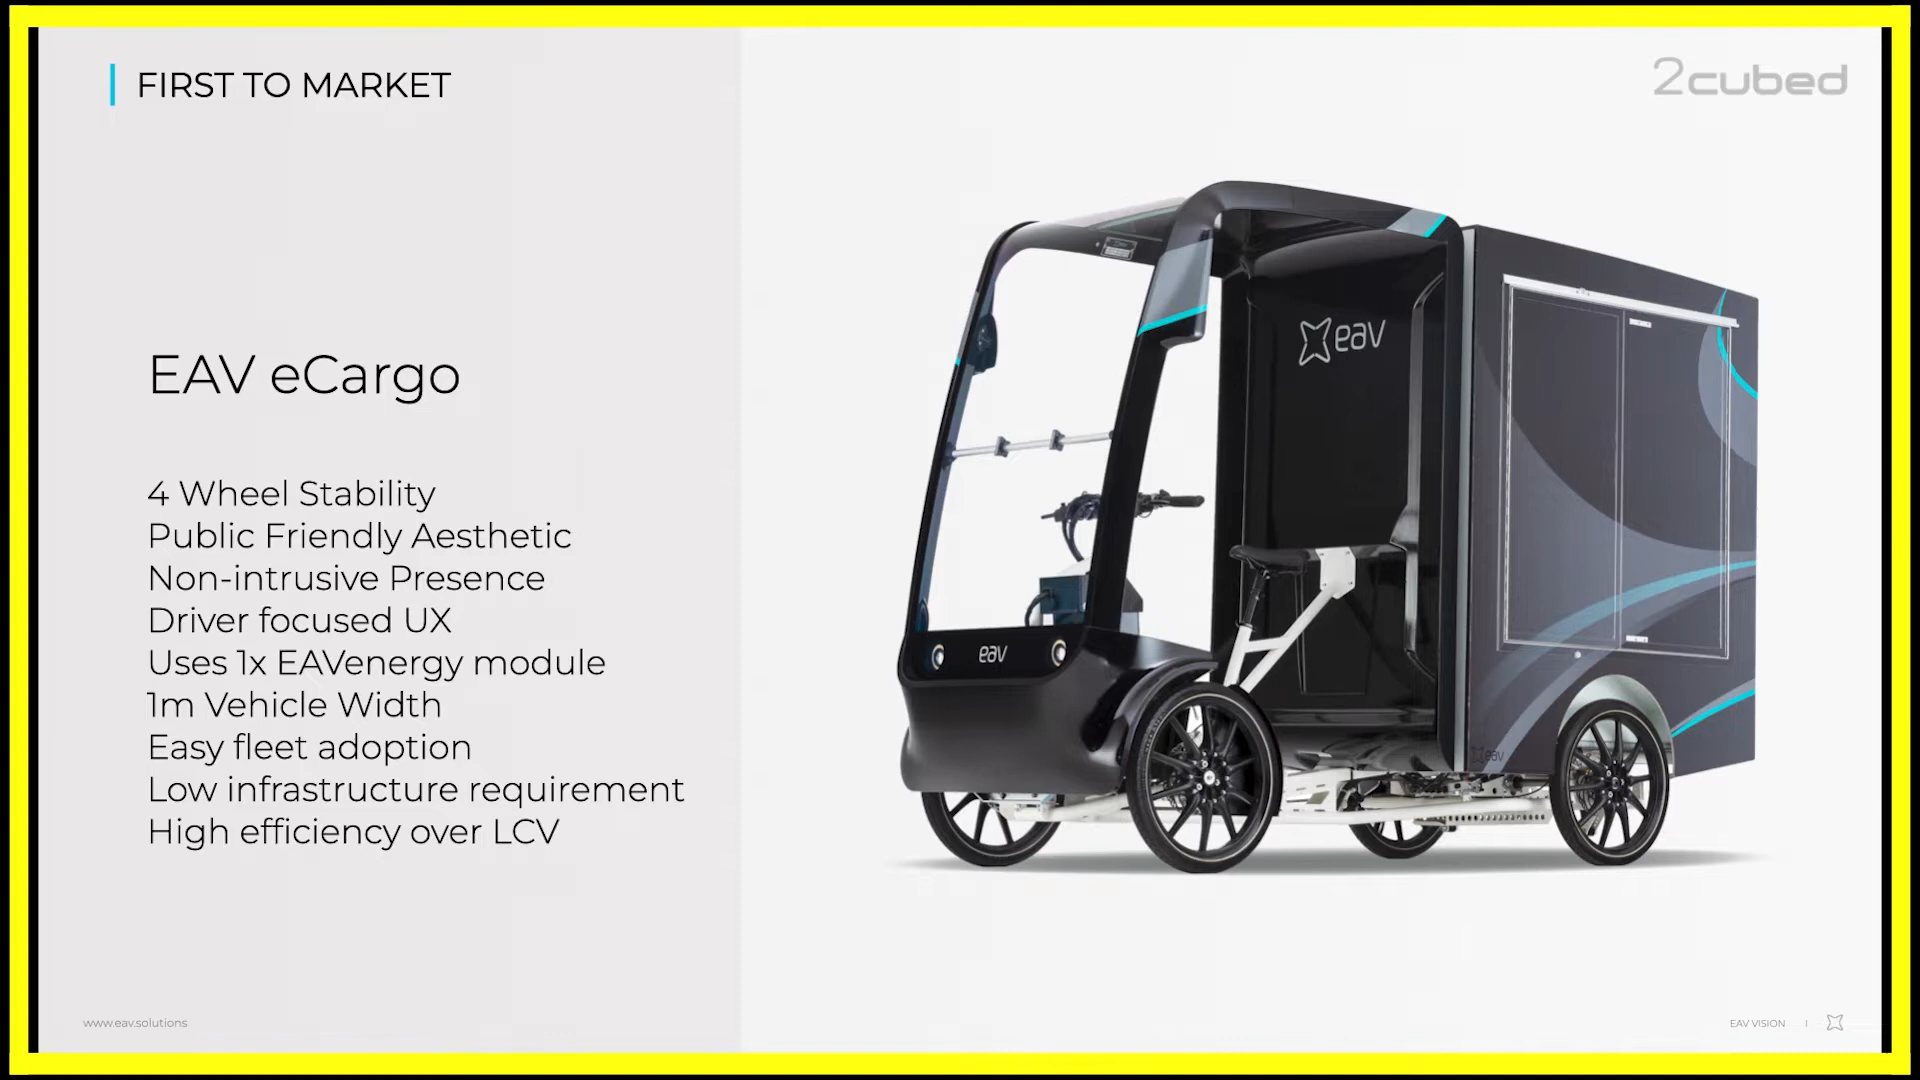 FIRST TO MARKET
2cubed
EAV eCargo
4 Wheel Stability
Public Friendly Aesthetic
Non-intrusive Presence
Driver focused UX
Uses 1x EAVenergy module
1m Vehicle Width
Easy fleet adoption
Low infrastructure requirement
High efficiency over LCV
eav
eav
eav
www.eav.solutions
EAV VISION I